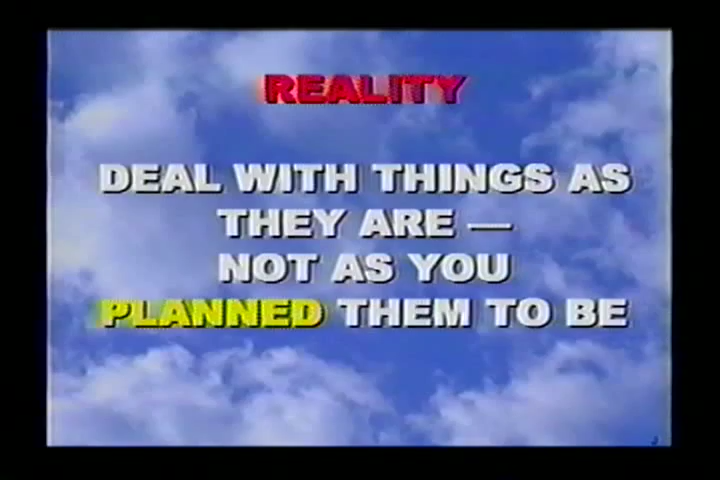 REALITY
DEAL WITH THINGS AS
THEY ARE —
NOT AS YOU
PLANNED THEM TO BE